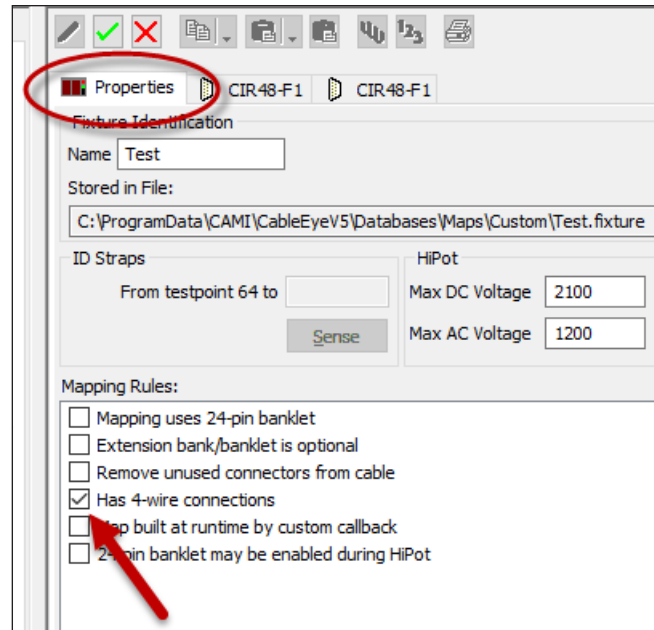 Properties CIR48-F1 CIR48-F1
Fixture Identification
Name Test
Stored in File:
C:\ProgramData\CAMI\CableEyeV5\Databases\Maps\Custom\Test.fixture
ID Straps HiPot
From testpoint 64 to Max DC Voltage 2100
Sense Max AC Voltage 1200
Mapping Rules:
Mapping uses 24-pin banklet
Extension bank/banklet is optional
Remove unused connectors from cable
Has 4-wire connections
Map built at runtime by custom callback
24-pin banklet may be enabled during HiPot